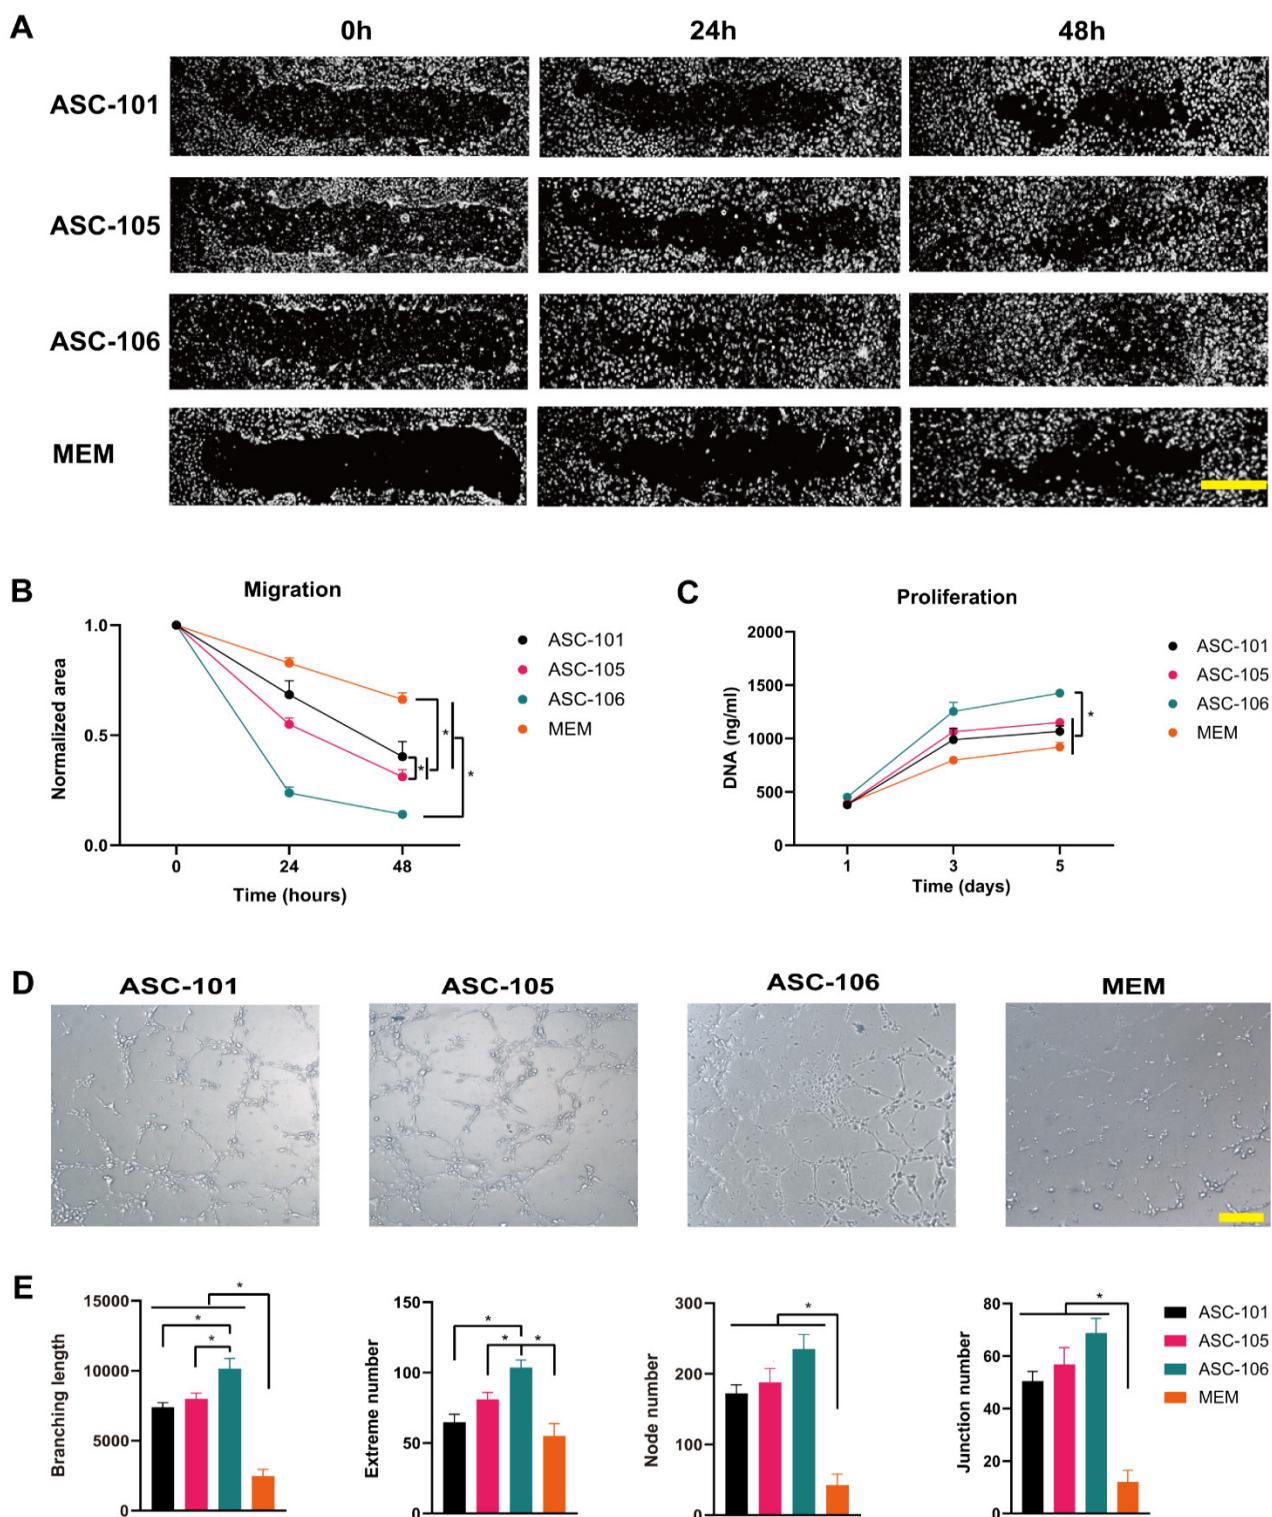 A
0h 24h 48h
ASC-101
ASC-105
ASC-106
MEM
B
Migration
Normalized area
1.0
0.5
0.0
0 24 48
Time (hours)
* * *
ASC-101
ASC-105
ASC-106
MEM
C
Proliferation
DNA (ng/ml)
2000
1500
1000
500
0
1 3 5
Time (days)
*
ASC-101
ASC-105
ASC-106
MEM
D
ASC-101 ASC-105 ASC-106 MEM
E
Branching length
15000
10000
5000
0
* * *
Extreme number
150
100
50
0
* * *
Node number
300
200
100
0
*
Junction number
80
60
40
20
0
*
ASC-101
ASC-105
ASC-106
MEM